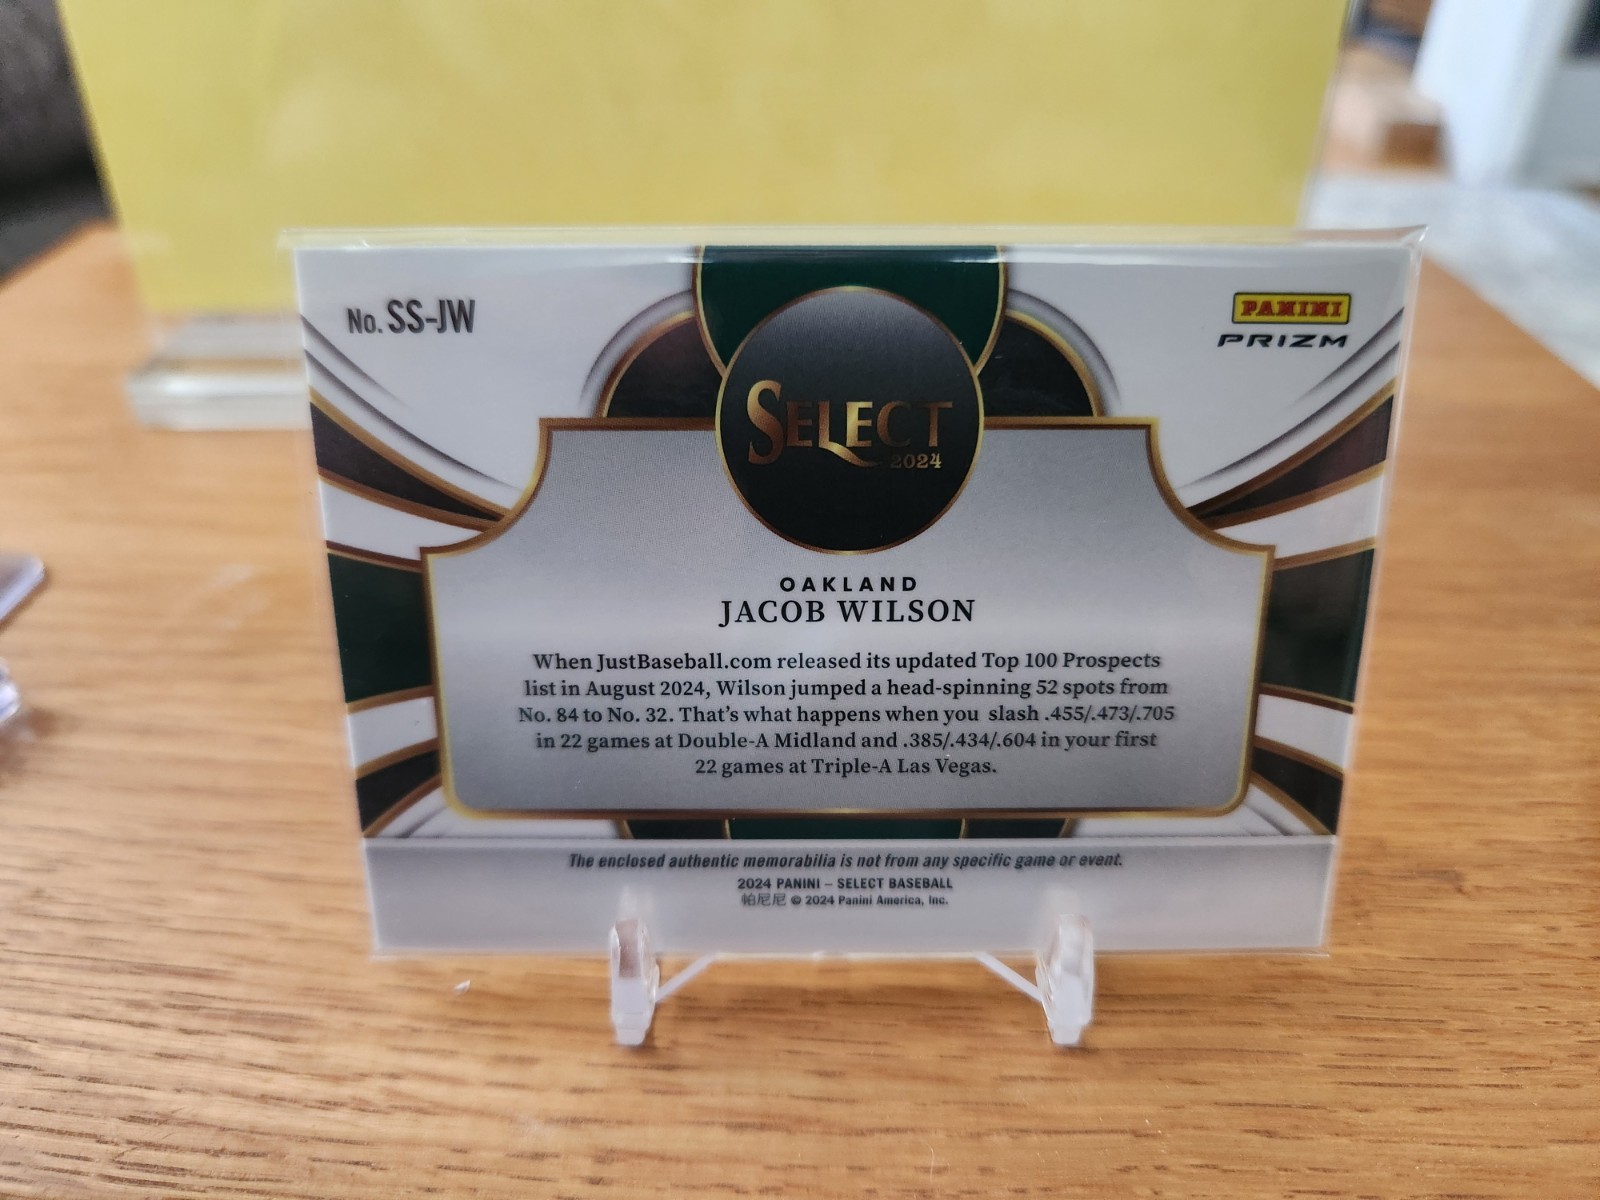 No. SS-JW
PANINI
PRIZM
SELECT
2024
OAKLAND
JACOB WILSON
When JustBaseball.com released its updated Top 100 Prospects
list in August 2024, Wilson jumped a head-spinning 52 spots from
No. 84 to No. 32. That's what happens when you slash .455/.473/.705
in 22 games at Double-A Midland and .385/.434/.604 in your first
22 games at Triple-A Las Vegas.
The enclosed authentic memorabilia is not from any specific game or event.
2024 PANINI – SELECT BASEBALL
帕尼尼 © 2024 Panini America, Inc.